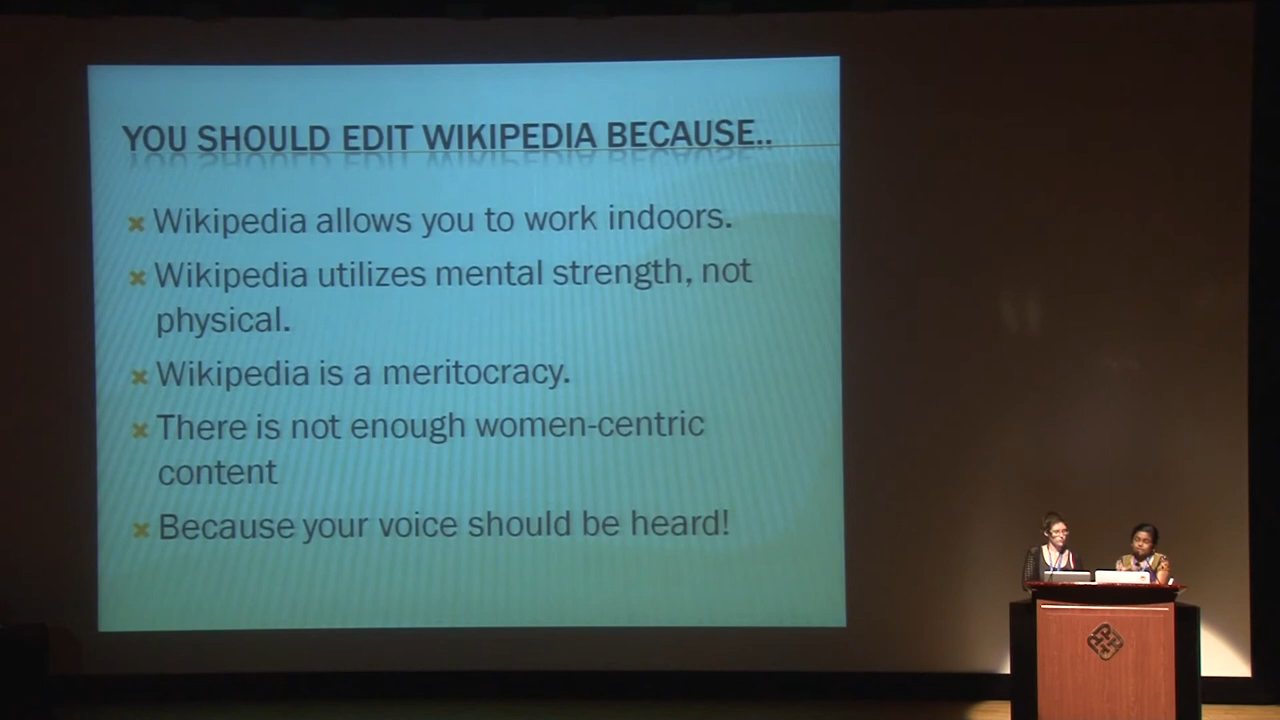 YOU SHOULD EDIT WIKIPEDIA BECAUSE..
Wikipedia allows you to work indoors.
Wikipedia utilizes mental strength, not
physical.
Wikipedia is a meritocracy.
There is not enough women-centric
content
Because your voice should be heard!